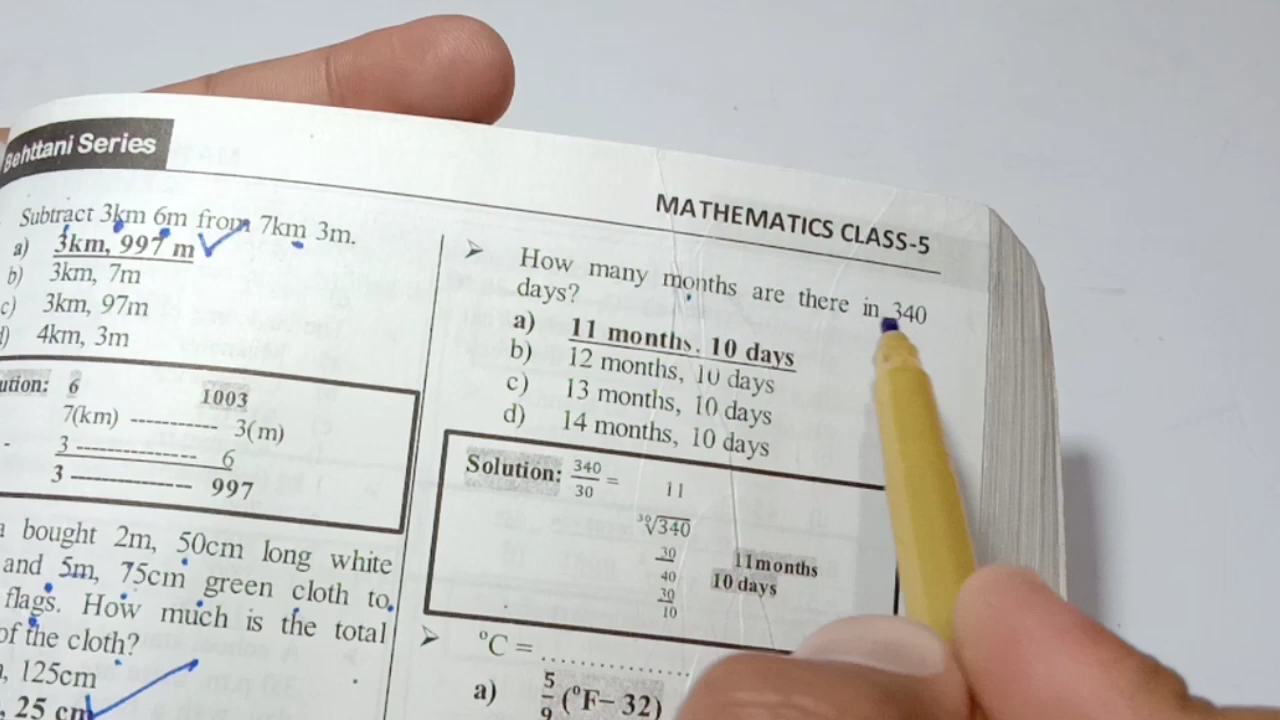 Behttani Series
MATHEMATICS CLASS-5
Subtract 3km 6m from 7km 3m.
a) 3km, 997 m
b) 3km, 7m
c) 3km, 97m
4km, 3m
6 1003
7(km) ----------- 3(m)
- 3 --------------- 6
3 --------------- 997
bought 2m, 50cm long white
and 5m, 75cm green cloth to
flags. How much is the total
of the cloth?
125cm
25 cm
➢ How many months are there in 340
days?
a) 11 months, 10 days
b) 12 months, 10 days
c) 13 months, 10 days
d) 14 months, 10 days
Solution: 340/30 = 11
30√340
30
40
30
10
11months
10 days
➢ °C = ....................
a) 5/9 (°F– 32)